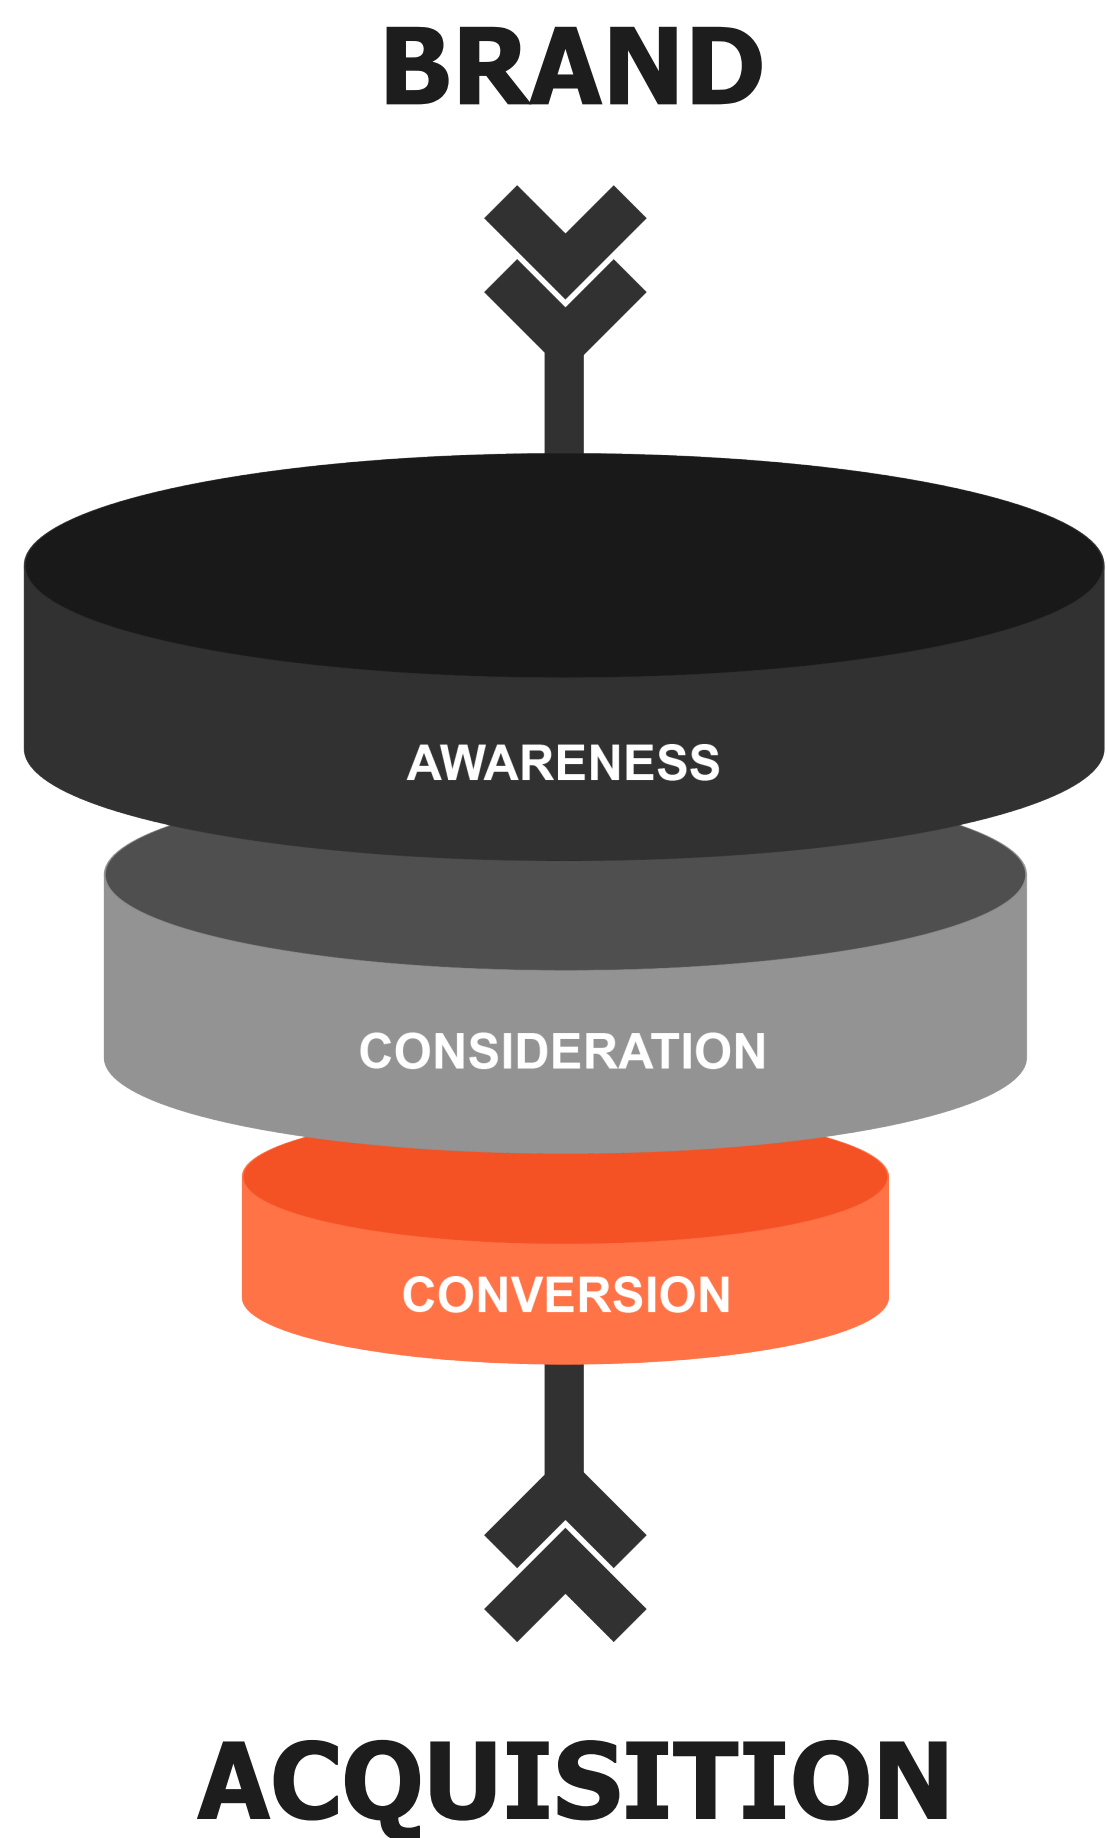 BRAND
AWARENESS
CONSIDERATION
CONVERSION
ACQUISITION